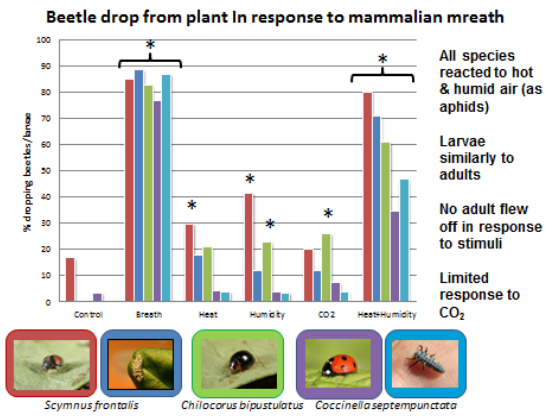 Beetle drop from plant In response to mammalian mreath
% dropping beetles/larvae
100
90
80
70
60
50
40
30
20
10
0
*
*
*
*
*
*
Control Breath Heat Humidity CO2 Heat+Humidity
All species
reacted to hot
& humid air (as
aphids)
Larvae
similarly to
adults
No adult flew
off in response
to stimuli
Limited
response to
CO₂
Scymnus frontalis Chilocorus bipustulatus Coccinella septempunctata